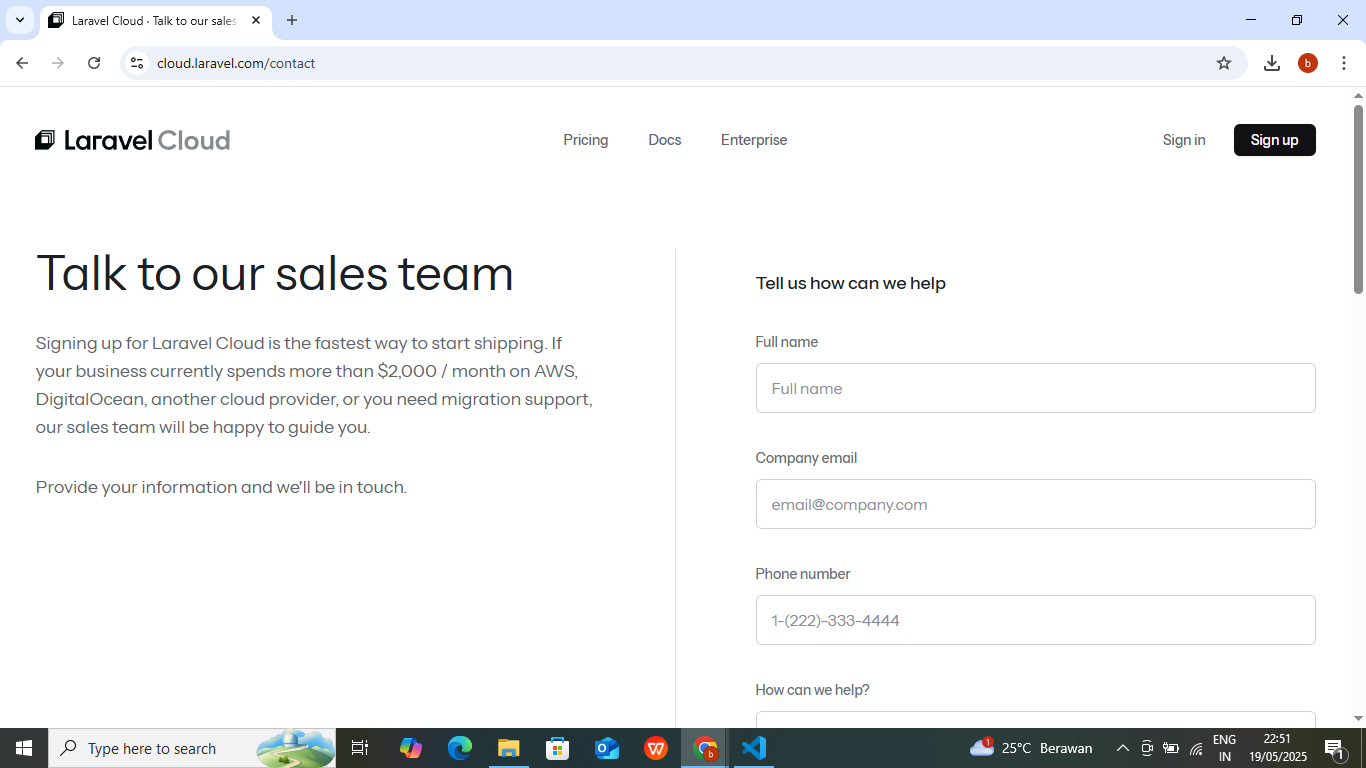 Laravel Cloud · Talk to our sales
cloud.laravel.com/contact
b
Laravel Cloud
Pricing
Docs
Enterprise
Sign in
Sign up
Talk to our sales team
Signing up for Laravel Cloud is the fastest way to start shipping. If
your business currently spends more than $2,000 / month on AWS,
DigitalOcean, another cloud provider, or you need migration support,
our sales team will be happy to guide you.
Provide your information and we'll be in touch.
Tell us how can we help
Full name
Full name
Company email
email@company.com
Phone number
1-(222)-333-4444
How can we help?
Type here to search
W
b
1
25°C Berawan
ENG
IN
22:51
19/05/2025
1